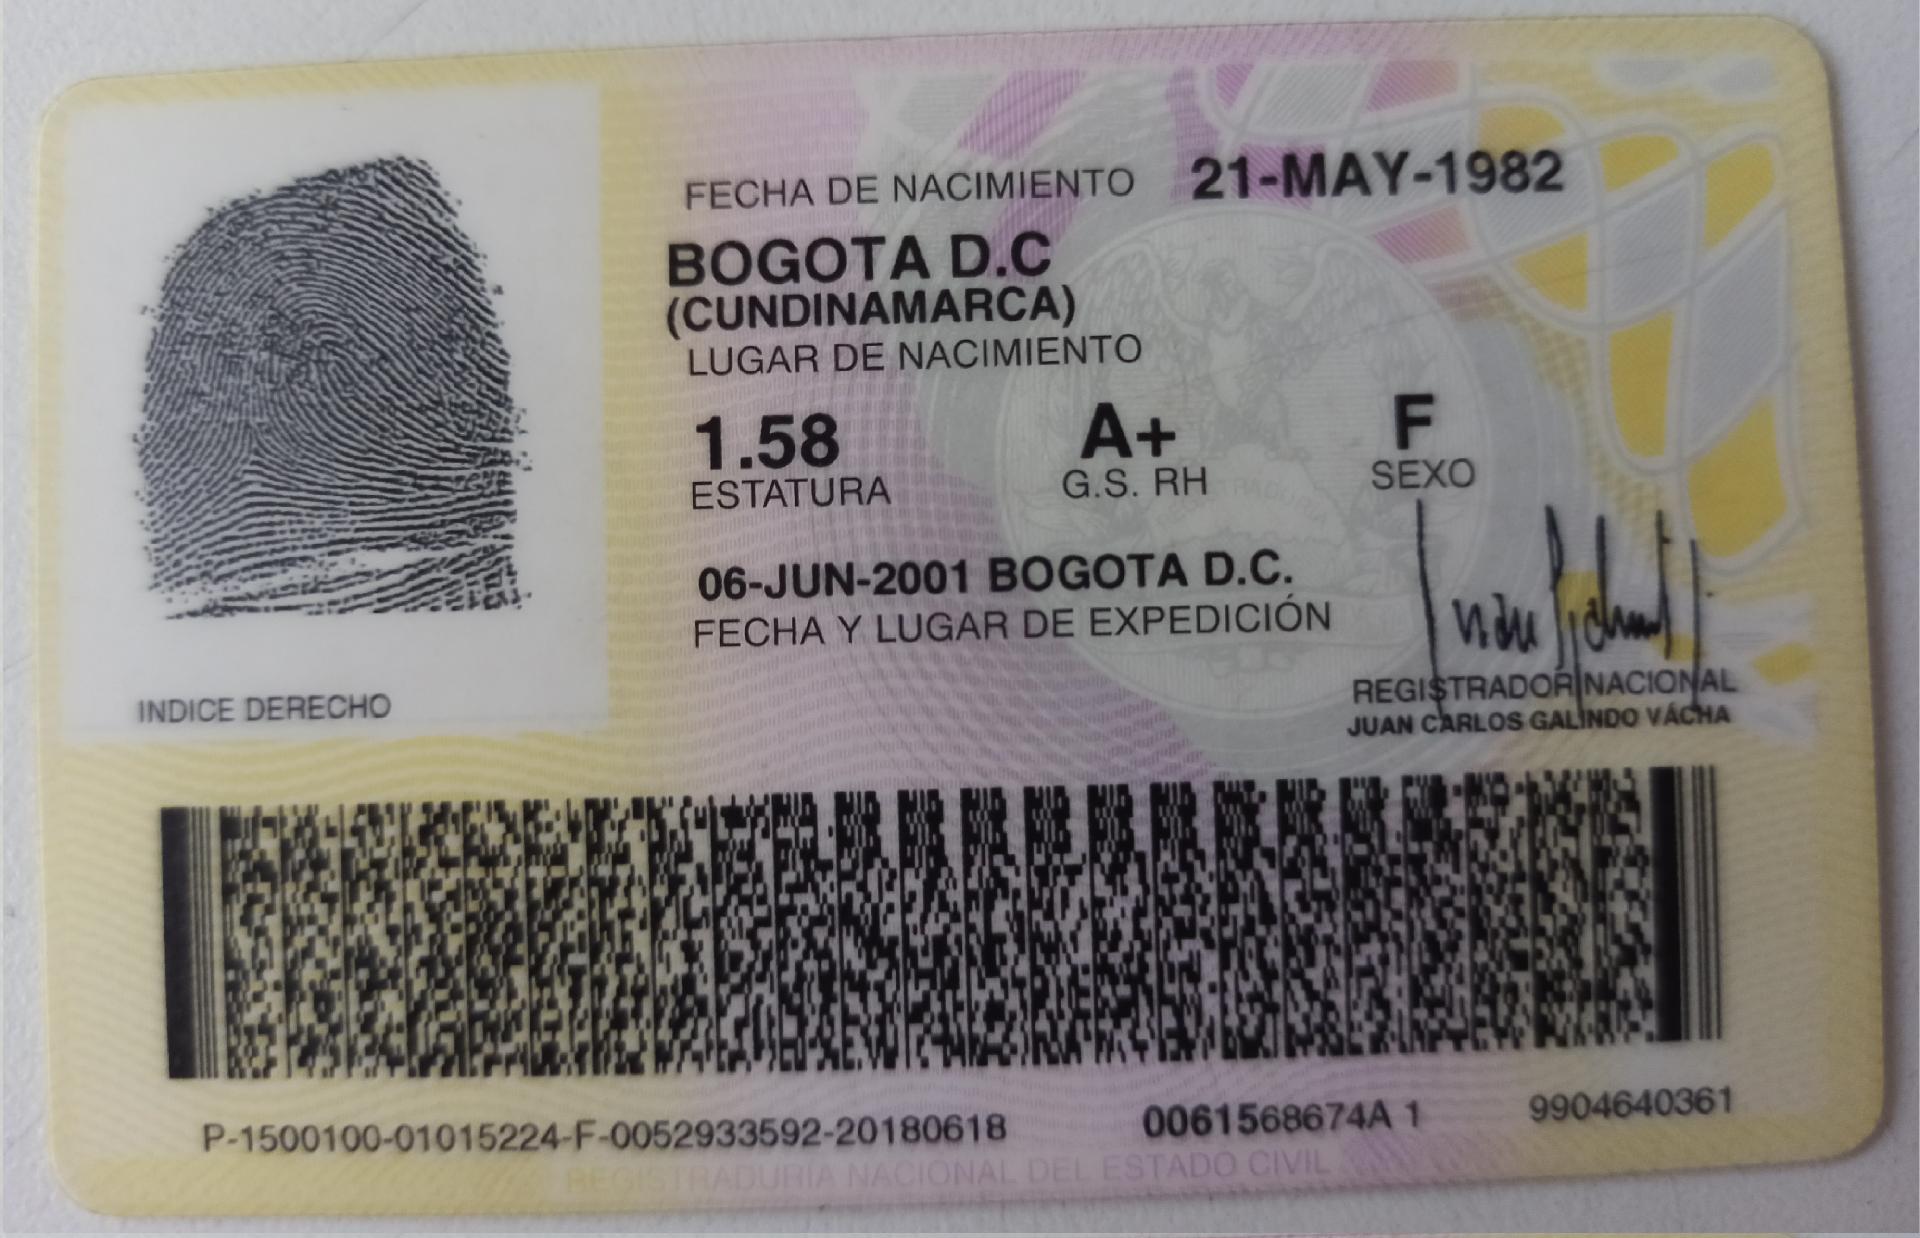 FECHA DE NACIMIENTO 21-MAY-1982
BOGOTA D.C
(CUNDINAMARCA)
LUGAR DE NACIMIENTO
1.58 A+ F
ESTATURA G.S. RH SEXO
06-JUN-2001 BOGOTA D.C.
FECHA Y LUGAR DE EXPEDICIÓN
INDICE DERECHO
REGISTRADOR NACIONAL
JUAN CARLOS GALINDO VÁCHA
P-1500100-01015224-F-0052933592-20180618 0061568674A 1 9904640361
REGISTRADURIA NACIONAL DEL ESTADO CIVIL